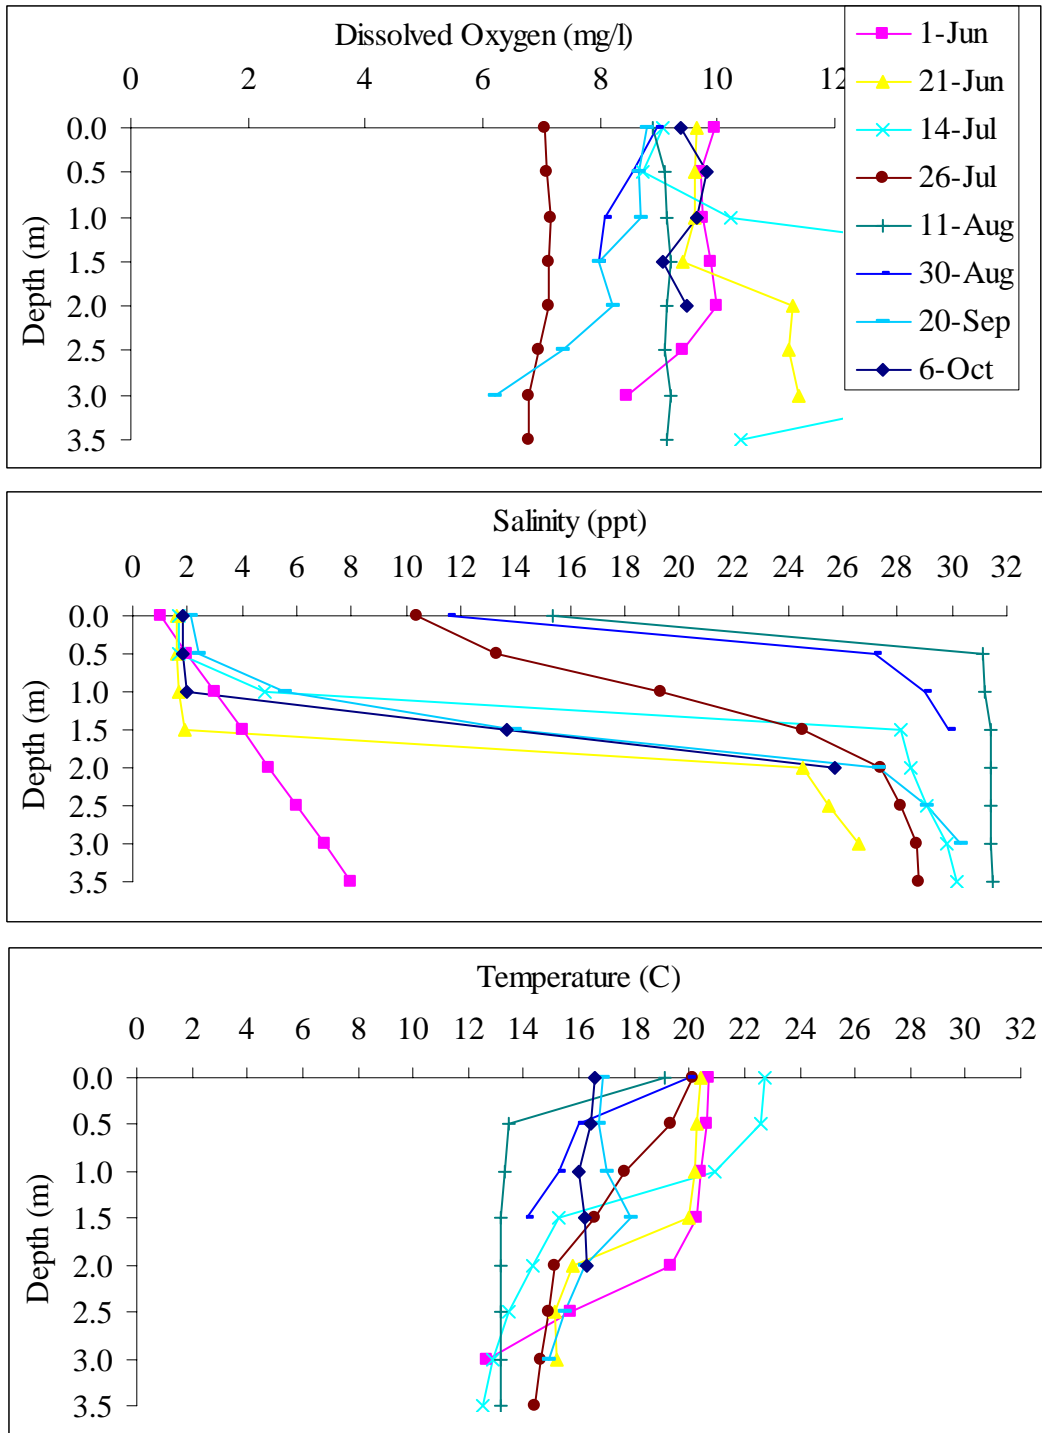 Dissolved Oxygen (mg/l)
0 2 4 6 8 10 12
0.0
0.5
1.0
1.5
2.0
2.5
3.0
3.5
Depth (m)
1-Jun
21-Jun
14-Jul
26-Jul
11-Aug
30-Aug
20-Sep
6-Oct
Salinity (ppt)
0 2 4 6 8 10 12 14 16 18 20 22 24 26 28 30 32
0.0
0.5
1.0
1.5
2.0
2.5
3.0
3.5
Depth (m)
Temperature (C)
0 2 4 6 8 10 12 14 16 18 20 22 24 26 28 30 32
0.0
0.5
1.0
1.5
2.0
2.5
3.0
3.5
Depth (m)